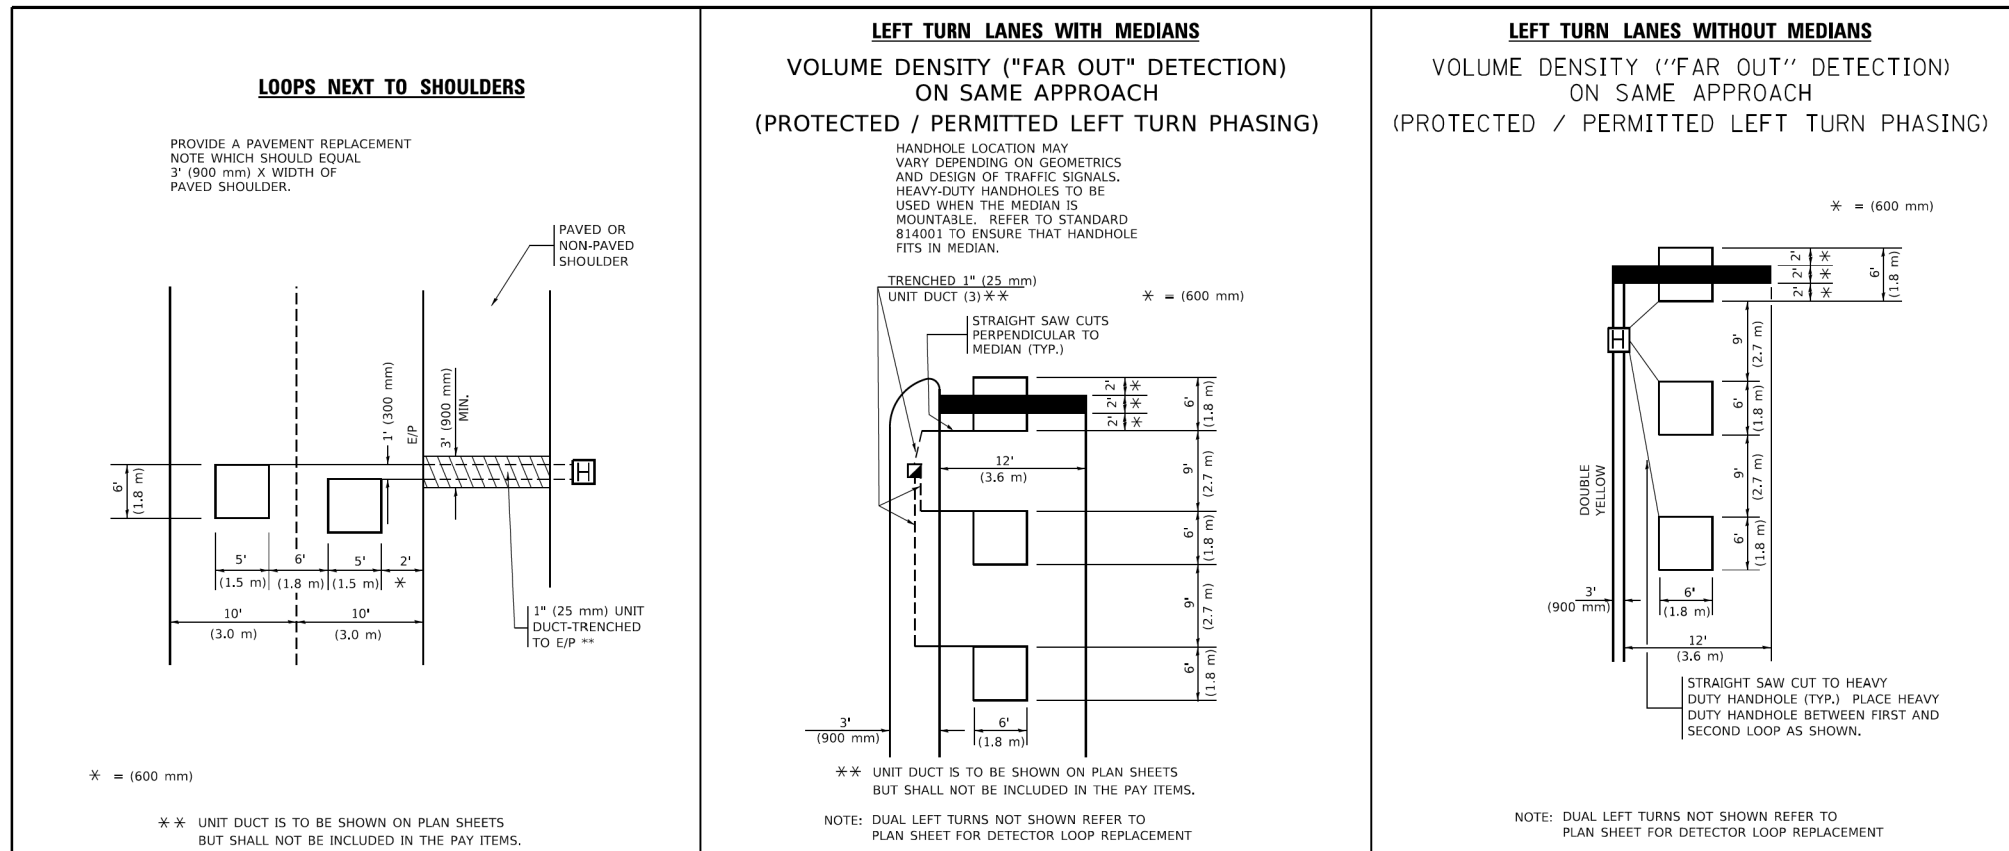 LOOPS NEXT TO SHOULDERS
PROVIDE A PAVEMENT REPLACEMENT
NOTE WHICH SHOULD EQUAL
3' (900 mm) X WIDTH OF
PAVED SHOULDER.
PAVED OR
NON-PAVED
SHOULDER
1' (300 mm)
E/P
3' (900 mm)
MIN.
6'
(1.8 m)
H
5'
(1.5 m)
6'
(1.8 m)
5'
(1.5 m)
2'
*
10'
(3.0 m)
10'
(3.0 m)
1" (25 mm) UNIT
DUCT-TRENCHED
TO E/P **
* = (600 mm)
** UNIT DUCT IS TO BE SHOWN ON PLAN SHEETS
BUT SHALL NOT BE INCLUDED IN THE PAY ITEMS.
LEFT TURN LANES WITH MEDIANS
VOLUME DENSITY ("FAR OUT" DETECTION)
ON SAME APPROACH
(PROTECTED / PERMITTED LEFT TURN PHASING)
HANDHOLE LOCATION MAY
VARY DEPENDING ON GEOMETRICS
AND DESIGN OF TRAFFIC SIGNALS.
HEAVY-DUTY HANDHOLES TO BE
USED WHEN THE MEDIAN IS
MOUNTABLE. REFER TO STANDARD
814001 TO ENSURE THAT HANDHOLE
FITS IN MEDIAN.
TRENCHED 1" (25 mm)
UNIT DUCT (3) **
* = (600 mm)
STRAIGHT SAW CUTS
PERPENDICULAR TO
MEDIAN (TYP.)
2' *
2' *
2' *
6'
(1.8 m)
12'
(3.6 m)
9'
(2.7 m)
6'
(1.8 m)
9'
(2.7 m)
6'
(1.8 m)
3'
(900 mm)
6'
(1.8 m)
** UNIT DUCT IS TO BE SHOWN ON PLAN SHEETS
BUT SHALL NOT BE INCLUDED IN THE PAY ITEMS.
NOTE: DUAL LEFT TURNS NOT SHOWN REFER TO
PLAN SHEET FOR DETECTOR LOOP REPLACEMENT
LEFT TURN LANES WITHOUT MEDIANS
VOLUME DENSITY ("FAR OUT" DETECTION)
ON SAME APPROACH
(PROTECTED / PERMITTED LEFT TURN PHASING)
* = (600 mm)
2' *
2' *
2' *
6'
(1.8 m)
H
9'
(2.7 m)
6'
(1.8 m)
9'
(2.7 m)
DOUBLE
YELLOW
6'
(1.8 m)
3'
(900 mm)
6'
(1.8 m)
12'
(3.6 m)
STRAIGHT SAW CUT TO HEAVY
DUTY HANDHOLE (TYP.) PLACE HEAVY
DUTY HANDHOLE BETWEEN FIRST AND
SECOND LOOP AS SHOWN.
NOTE: DUAL LEFT TURNS NOT SHOWN REFER TO
PLAN SHEET FOR DETECTOR LOOP REPLACEMENT